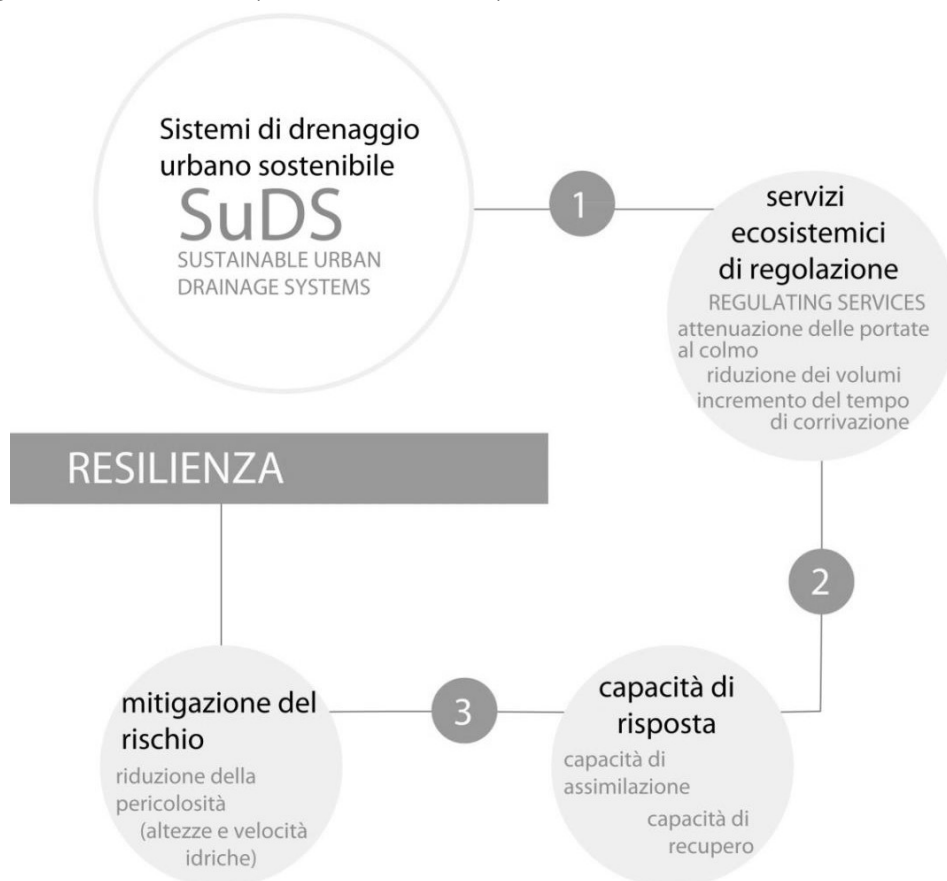 Sistemi di drenaggio
urbano sostenibile
SuDS
SUSTAINABLE URBAN
DRAINAGE SYSTEMS
1
servizi
ecosistemici
di regolazione
REGULATING SERVICES
attenuazione delle portate
al colmo
riduzione dei volumi
incremento del tempo
di corrivazione
2
capacità di
risposta
capacità di
assimilazione
capacità di
recupero
3
mitigazione del
rischio
riduzione della
pericolosità
(altezze e velocità
idriche)
RESILIENZA